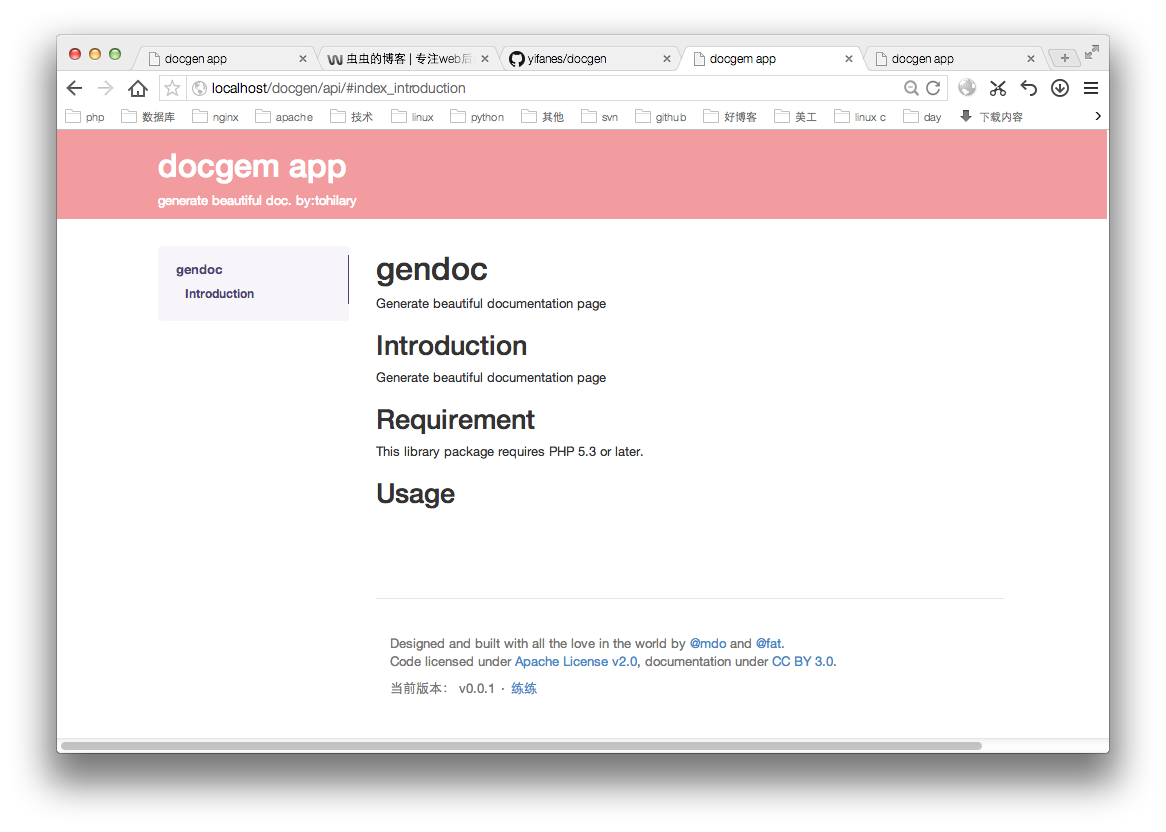 docgen app
虫虫的博客 | 专注web后
yifanes/docgen
docgem app
docgen app
localhost/docgen/api/#index_introduction
php 数据库 nginx apache 技术 linux python 其他 svn github 好博客 美工 linux c day 下载内容
docgem app
generate beautiful doc. by:tohilary
gendoc
Introduction
gendoc
Generate beautiful documentation page
Introduction
Generate beautiful documentation page
Requirement
This library package requires PHP 5.3 or later.
Usage
Designed and built with all the love in the world by @mdo and @fat.
Code licensed under Apache License v2.0, documentation under CC BY 3.0.
当前版本： v0.0.1 · 练练